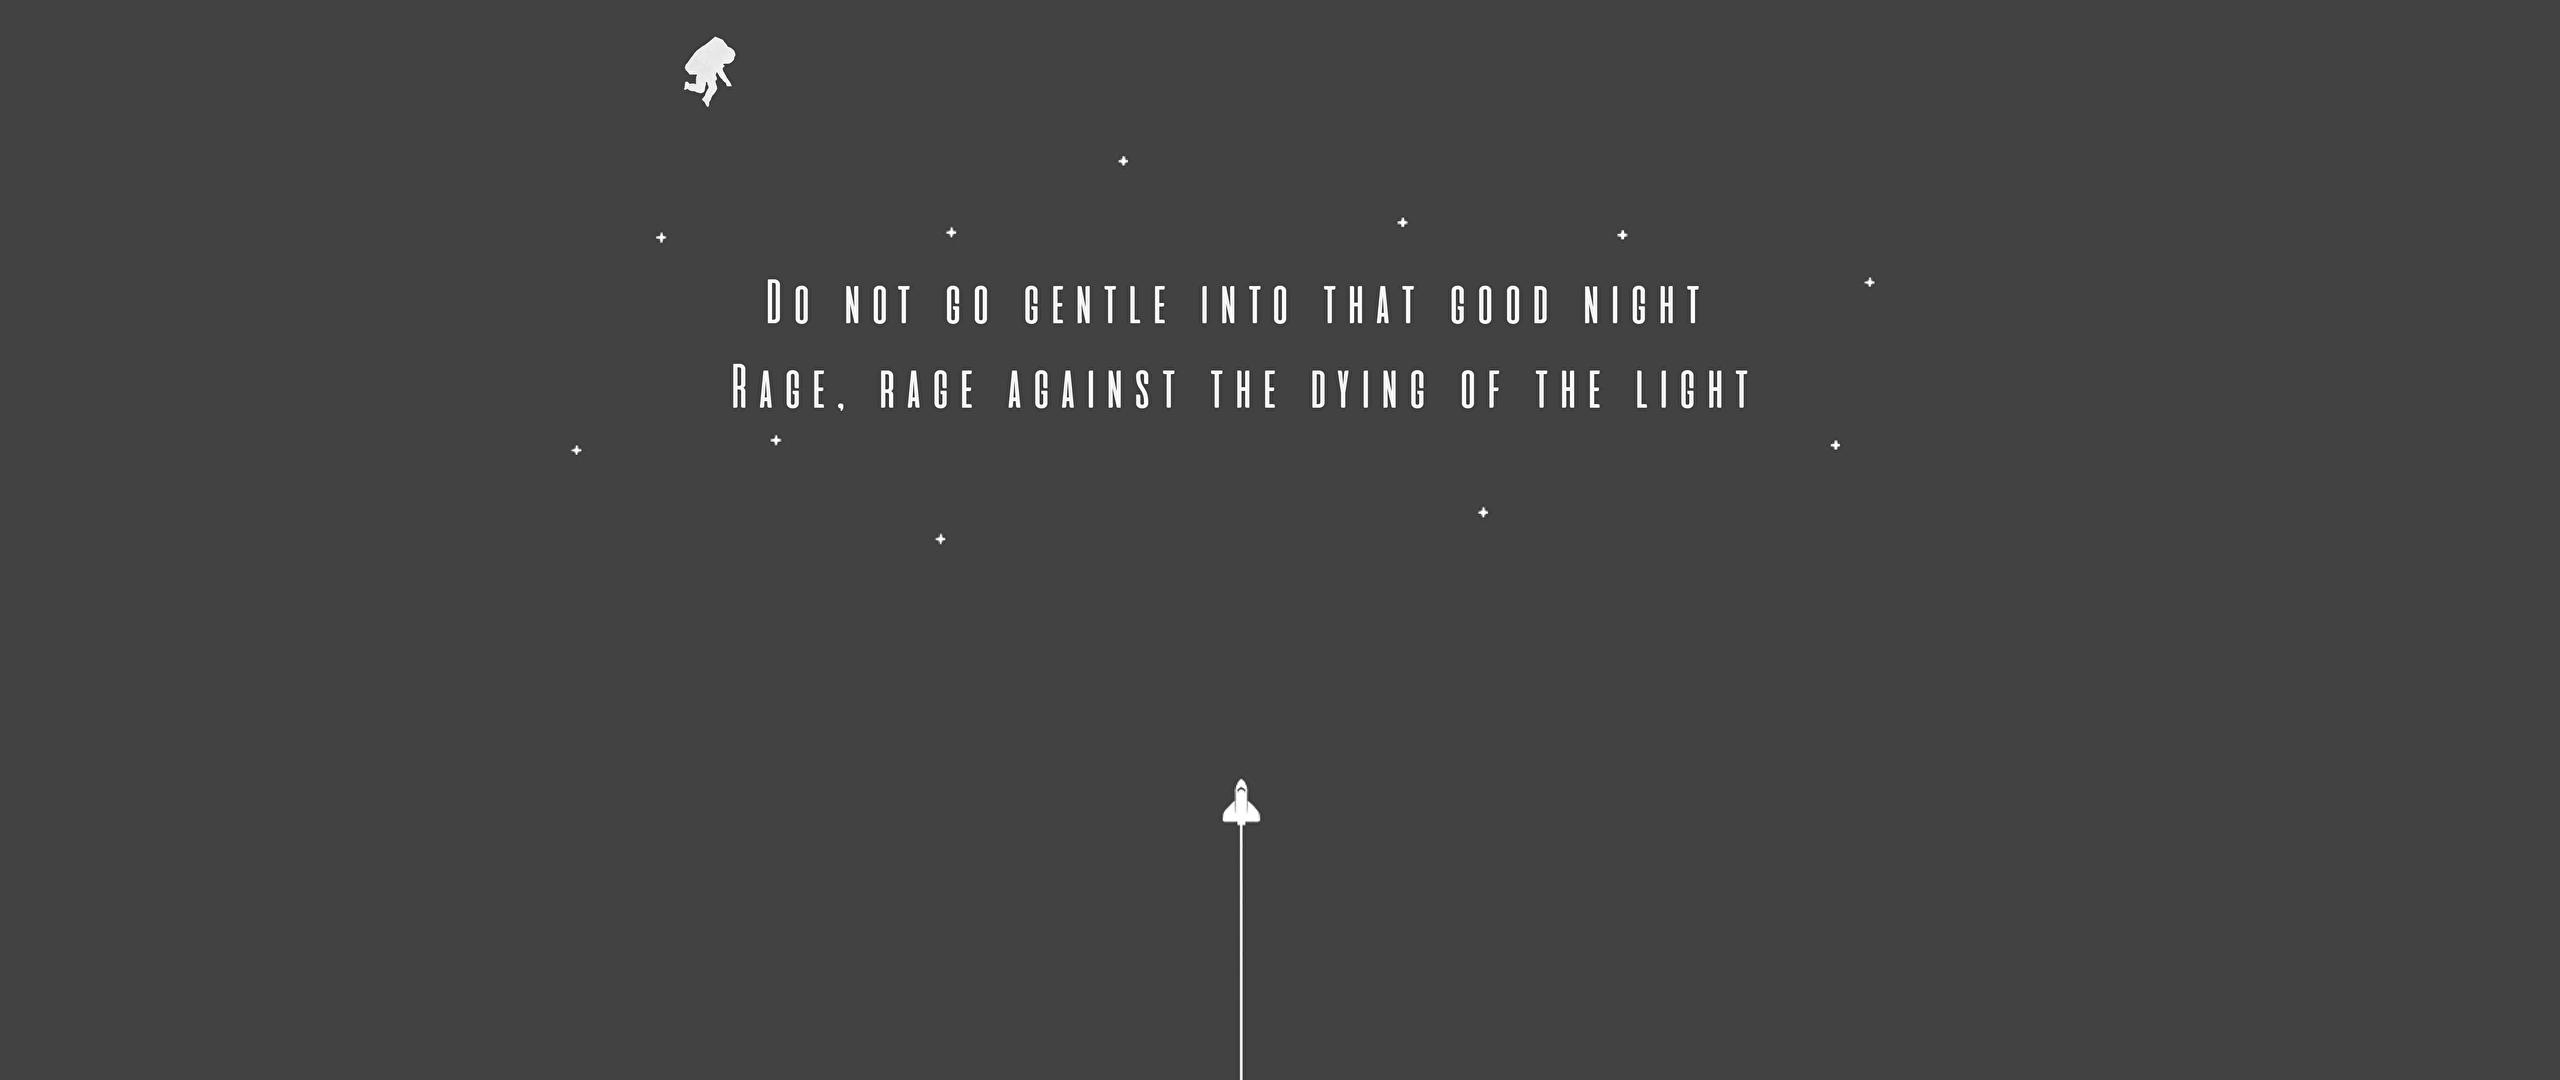 Do not go gentle into that good night
Rage, rage against the dying of the light